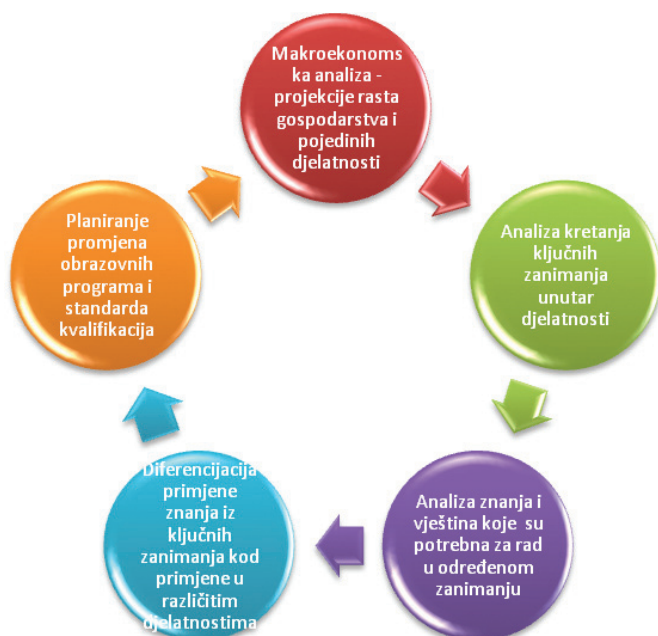 Makroekonoms
ka analiza -
projekcije rasta
gospodarstva i
pojedinih
djelatnosti
Analiza kretanja
ključnih
zanimanja
unutar
djelatnosti
Analiza znanja i
vještina koje su
potrebna za rad
u određenom
zanimanju
Diferencijacija
primjene
znanja iz
ključnih
zanimanja kod
primjene u
različitim
djelatnostima
Planiranje
promjena
obrazovnih
programa i
standarda
kvalifikacija